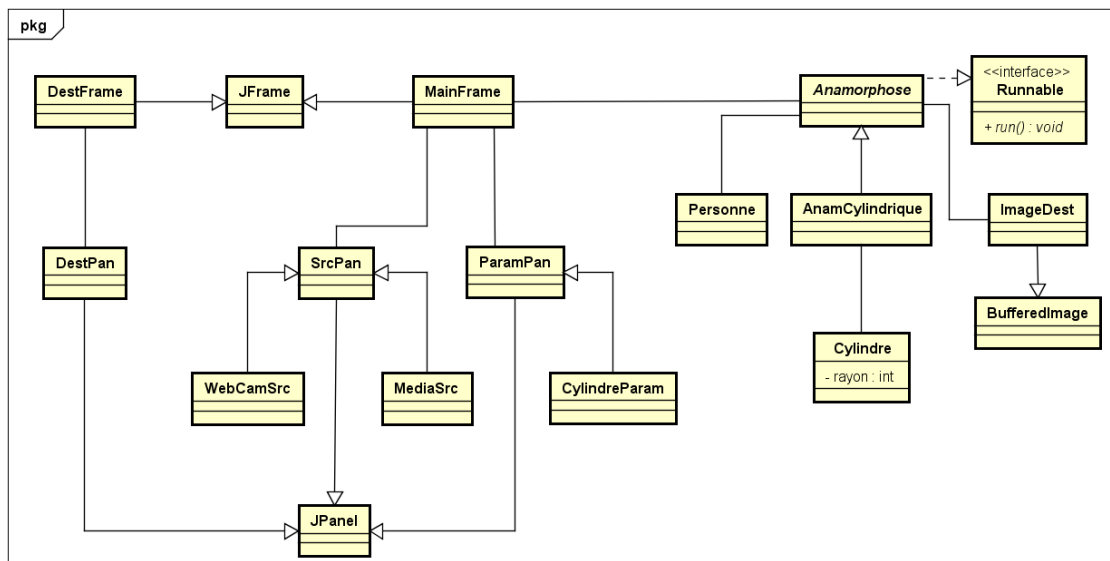 pkg
DestFrame
JFrame
MainFrame
Anamorphose
<<interface>>
Runnable
+ run() : void
Personne
AnamCylindrique
ImageDest
DestPan
SrcPan
ParamPan
BufferedImage
Cylindre
- rayon : int
WebCamSrc
MediaSrc
CylindreParam
JPanel